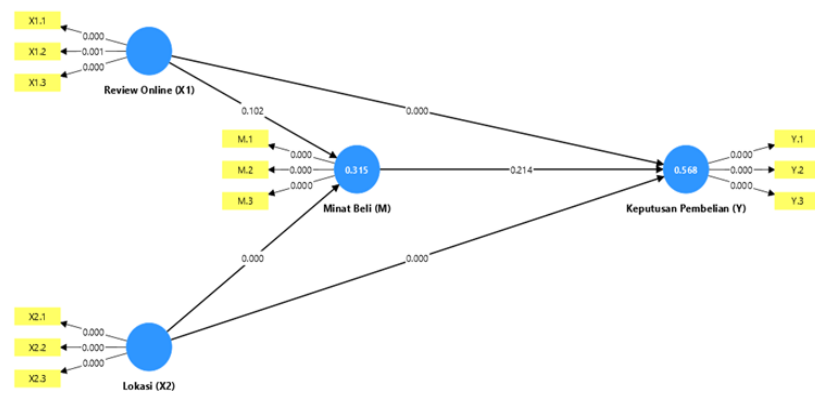 X1.1
0.000
X1.2
0.001
0.000
X1.3
Review Online (X1)
0.102
0.000
M.1
0.000
M.2
0.000
0.000
M.3
0.315
Minat Beli (M)
0.214
0.568
Keputusan Pembelian (Y)
0.000
Y.1
0.000
Y.2
0.000
Y.3
0.000
0.000
X2.1
0.000
X2.2
0.000
0.000
X2.3
Lokasi (X2)